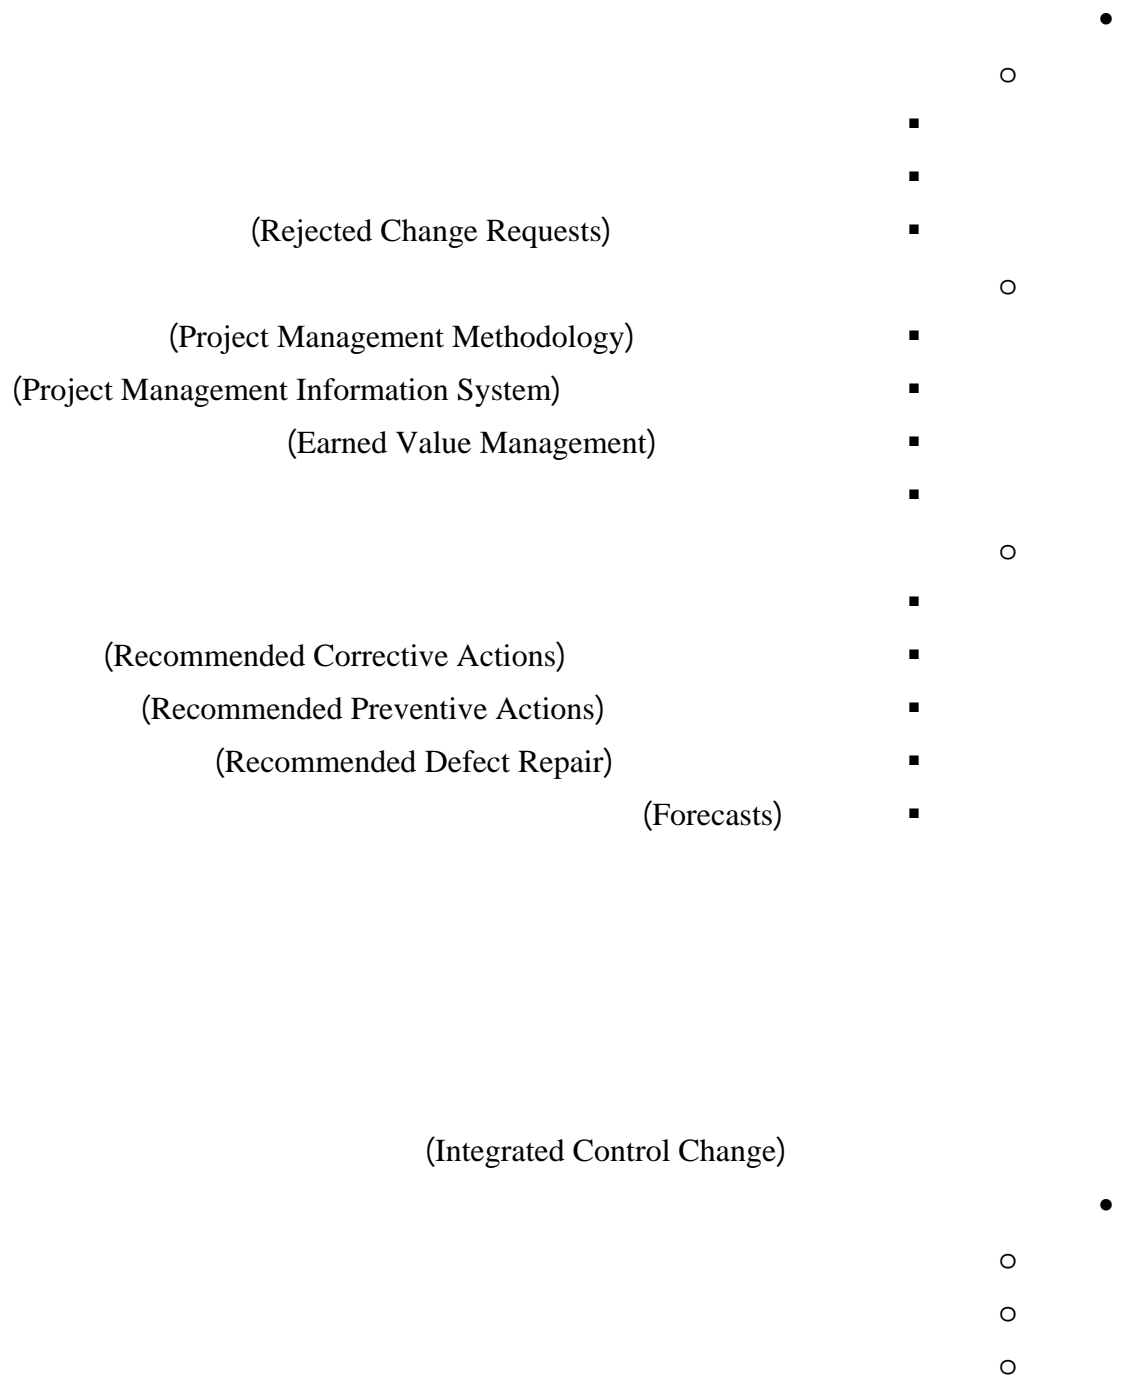 •
o
▪
▪
▪ (Rejected Change Requests)
o
▪ (Project Management Methodology)
▪ (Project Management Information System)
▪ (Earned Value Management)
▪
o
▪
▪ (Recommended Corrective Actions)
▪ (Recommended Preventive Actions)
▪ (Recommended Defect Repair)
▪ (Forecasts)
(Integrated Control Change)
•
o
o
o